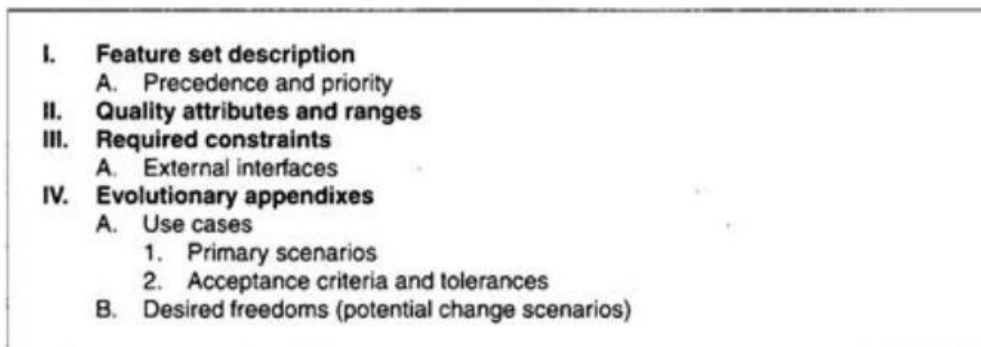 I. Feature set description
A. Precedence and priority
II. Quality attributes and ranges
III. Required constraints
A. External interfaces
IV. Evolutionary appendixes
A. Use cases
1. Primary scenarios
2. Acceptance criteria and tolerances
B. Desired freedoms (potential change scenarios)